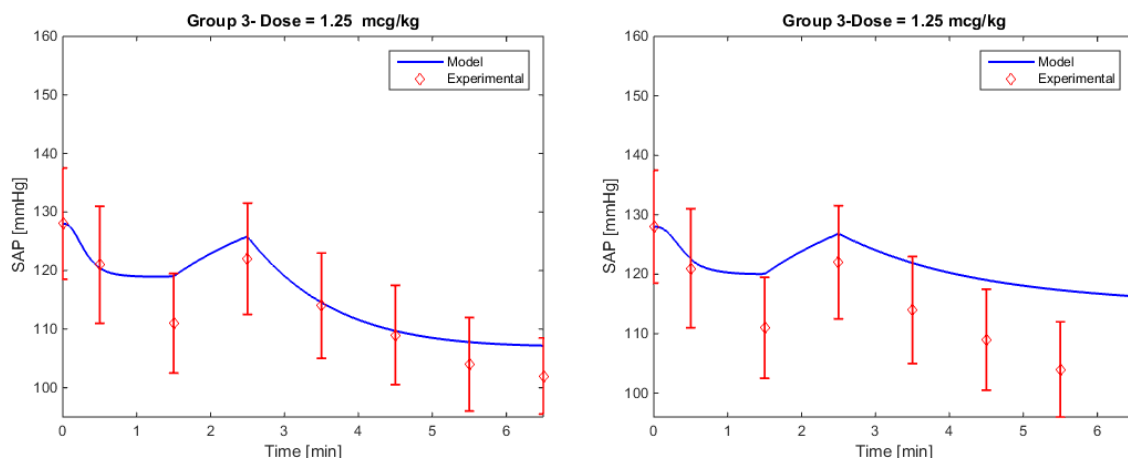 Group 3- Dose = 1.25  mcg/kg
160
150
140
130
120
110
100
SAP [mmHg]
0 1 2 3 4 5 6
Time [min]
Model
Experimental
Group 3-Dose = 1.25 mcg/kg
160
150
140
130
120
110
100
SAP [mmHg]
0 1 2 3 4 5 6
Time [min]
Model
Experimental